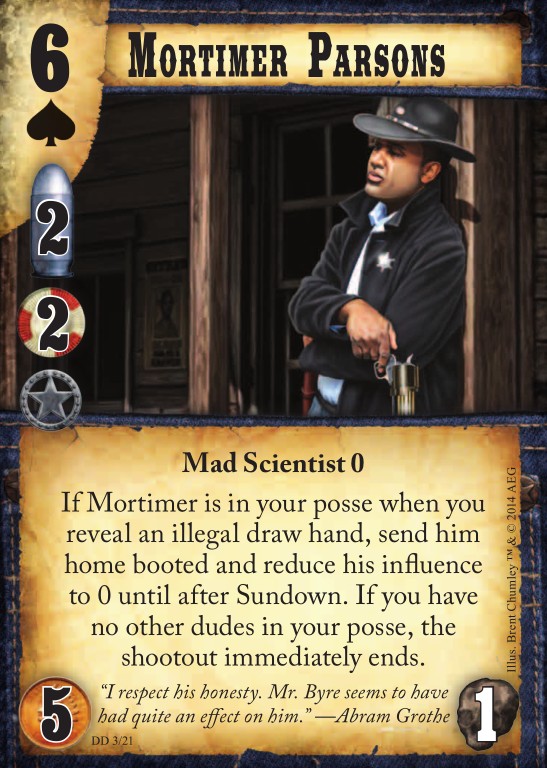 6
Mortimer Parsons
2
2
Mad Scientist 0
If Mortimer is in your posse when you
reveal an illegal draw hand, send him
home booted and reduce his influence
to 0 until after Sundown. If you have
no other dudes in your posse, the
shootout immediately ends.
“I respect his honesty. Mr. Byre seems to have
had quite an effect on him.” —Abram Grothe
5
1
DD 3/21
Illus. Brent Chumley ™ & © 2014 AEG